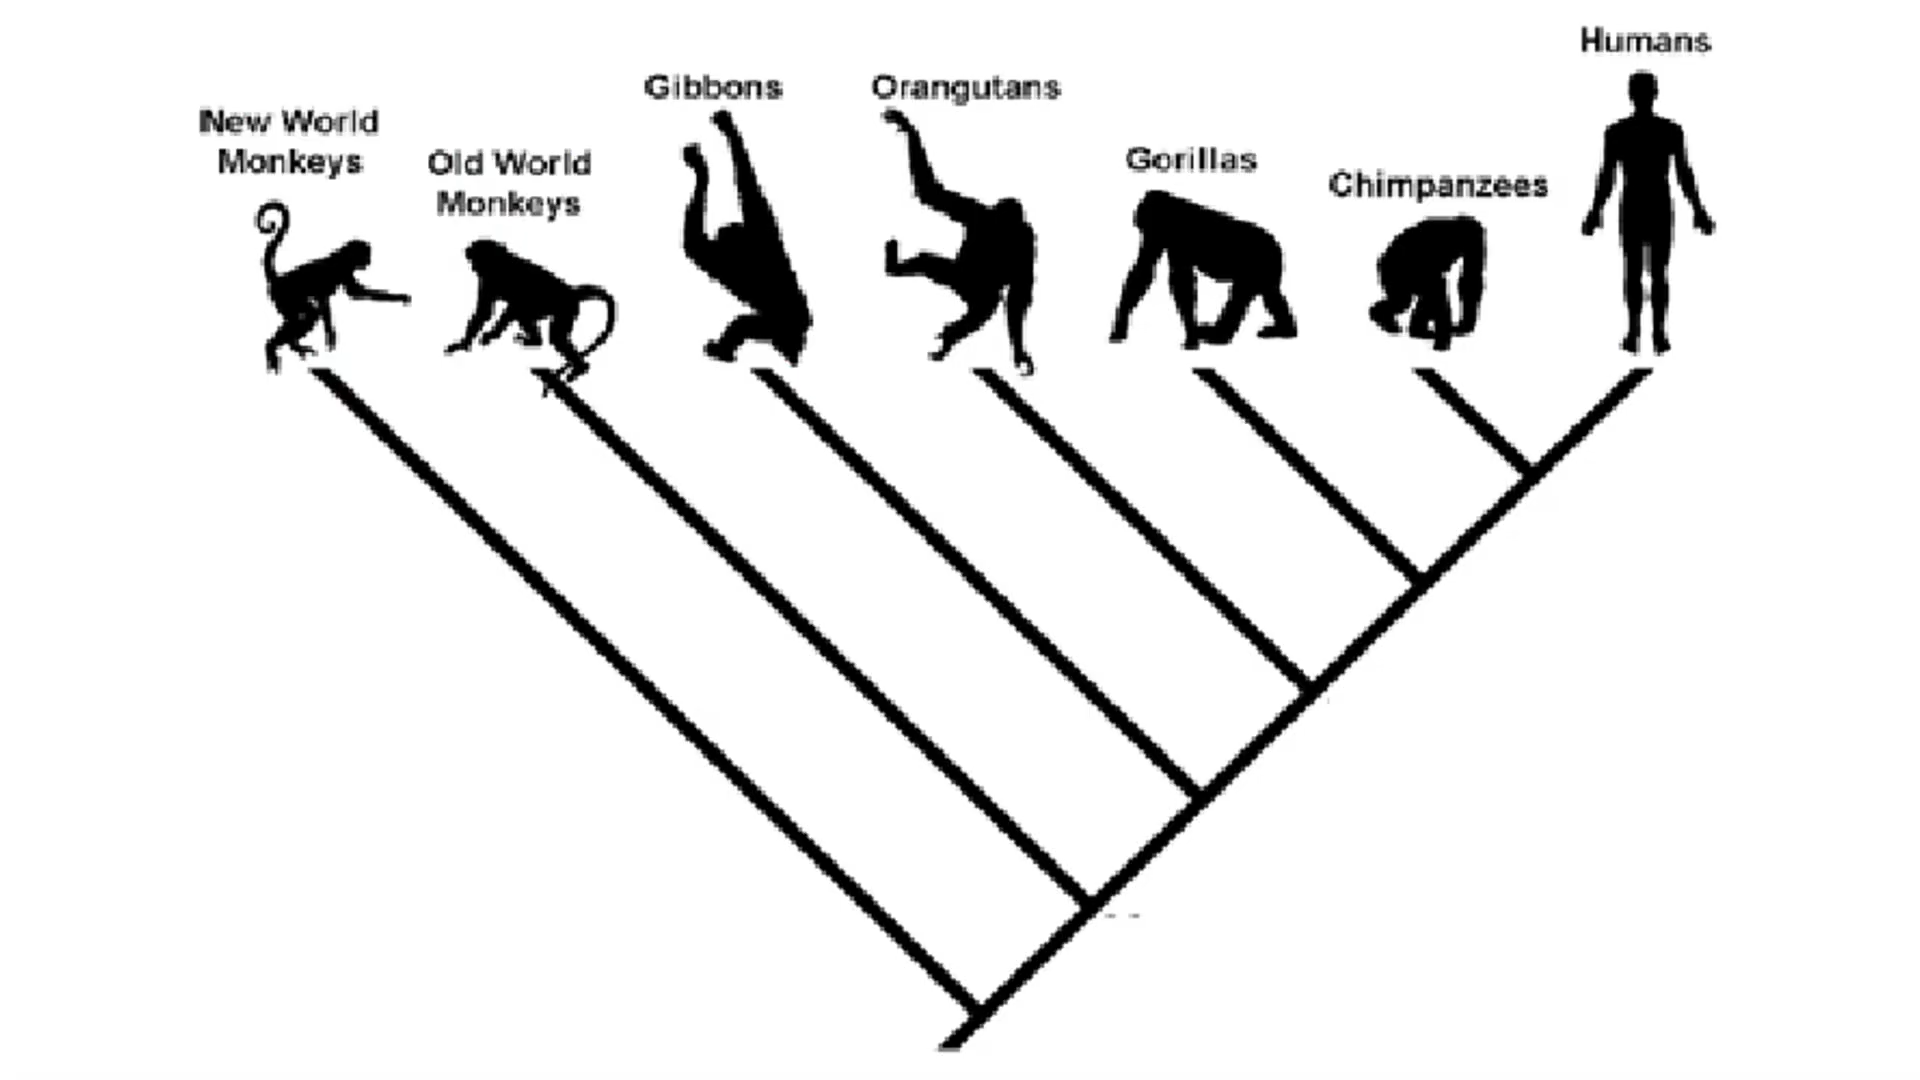 New World
Monkeys
Old World
Monkeys
Gibbons
Orangutans
Gorillas
Chimpanzees
Humans